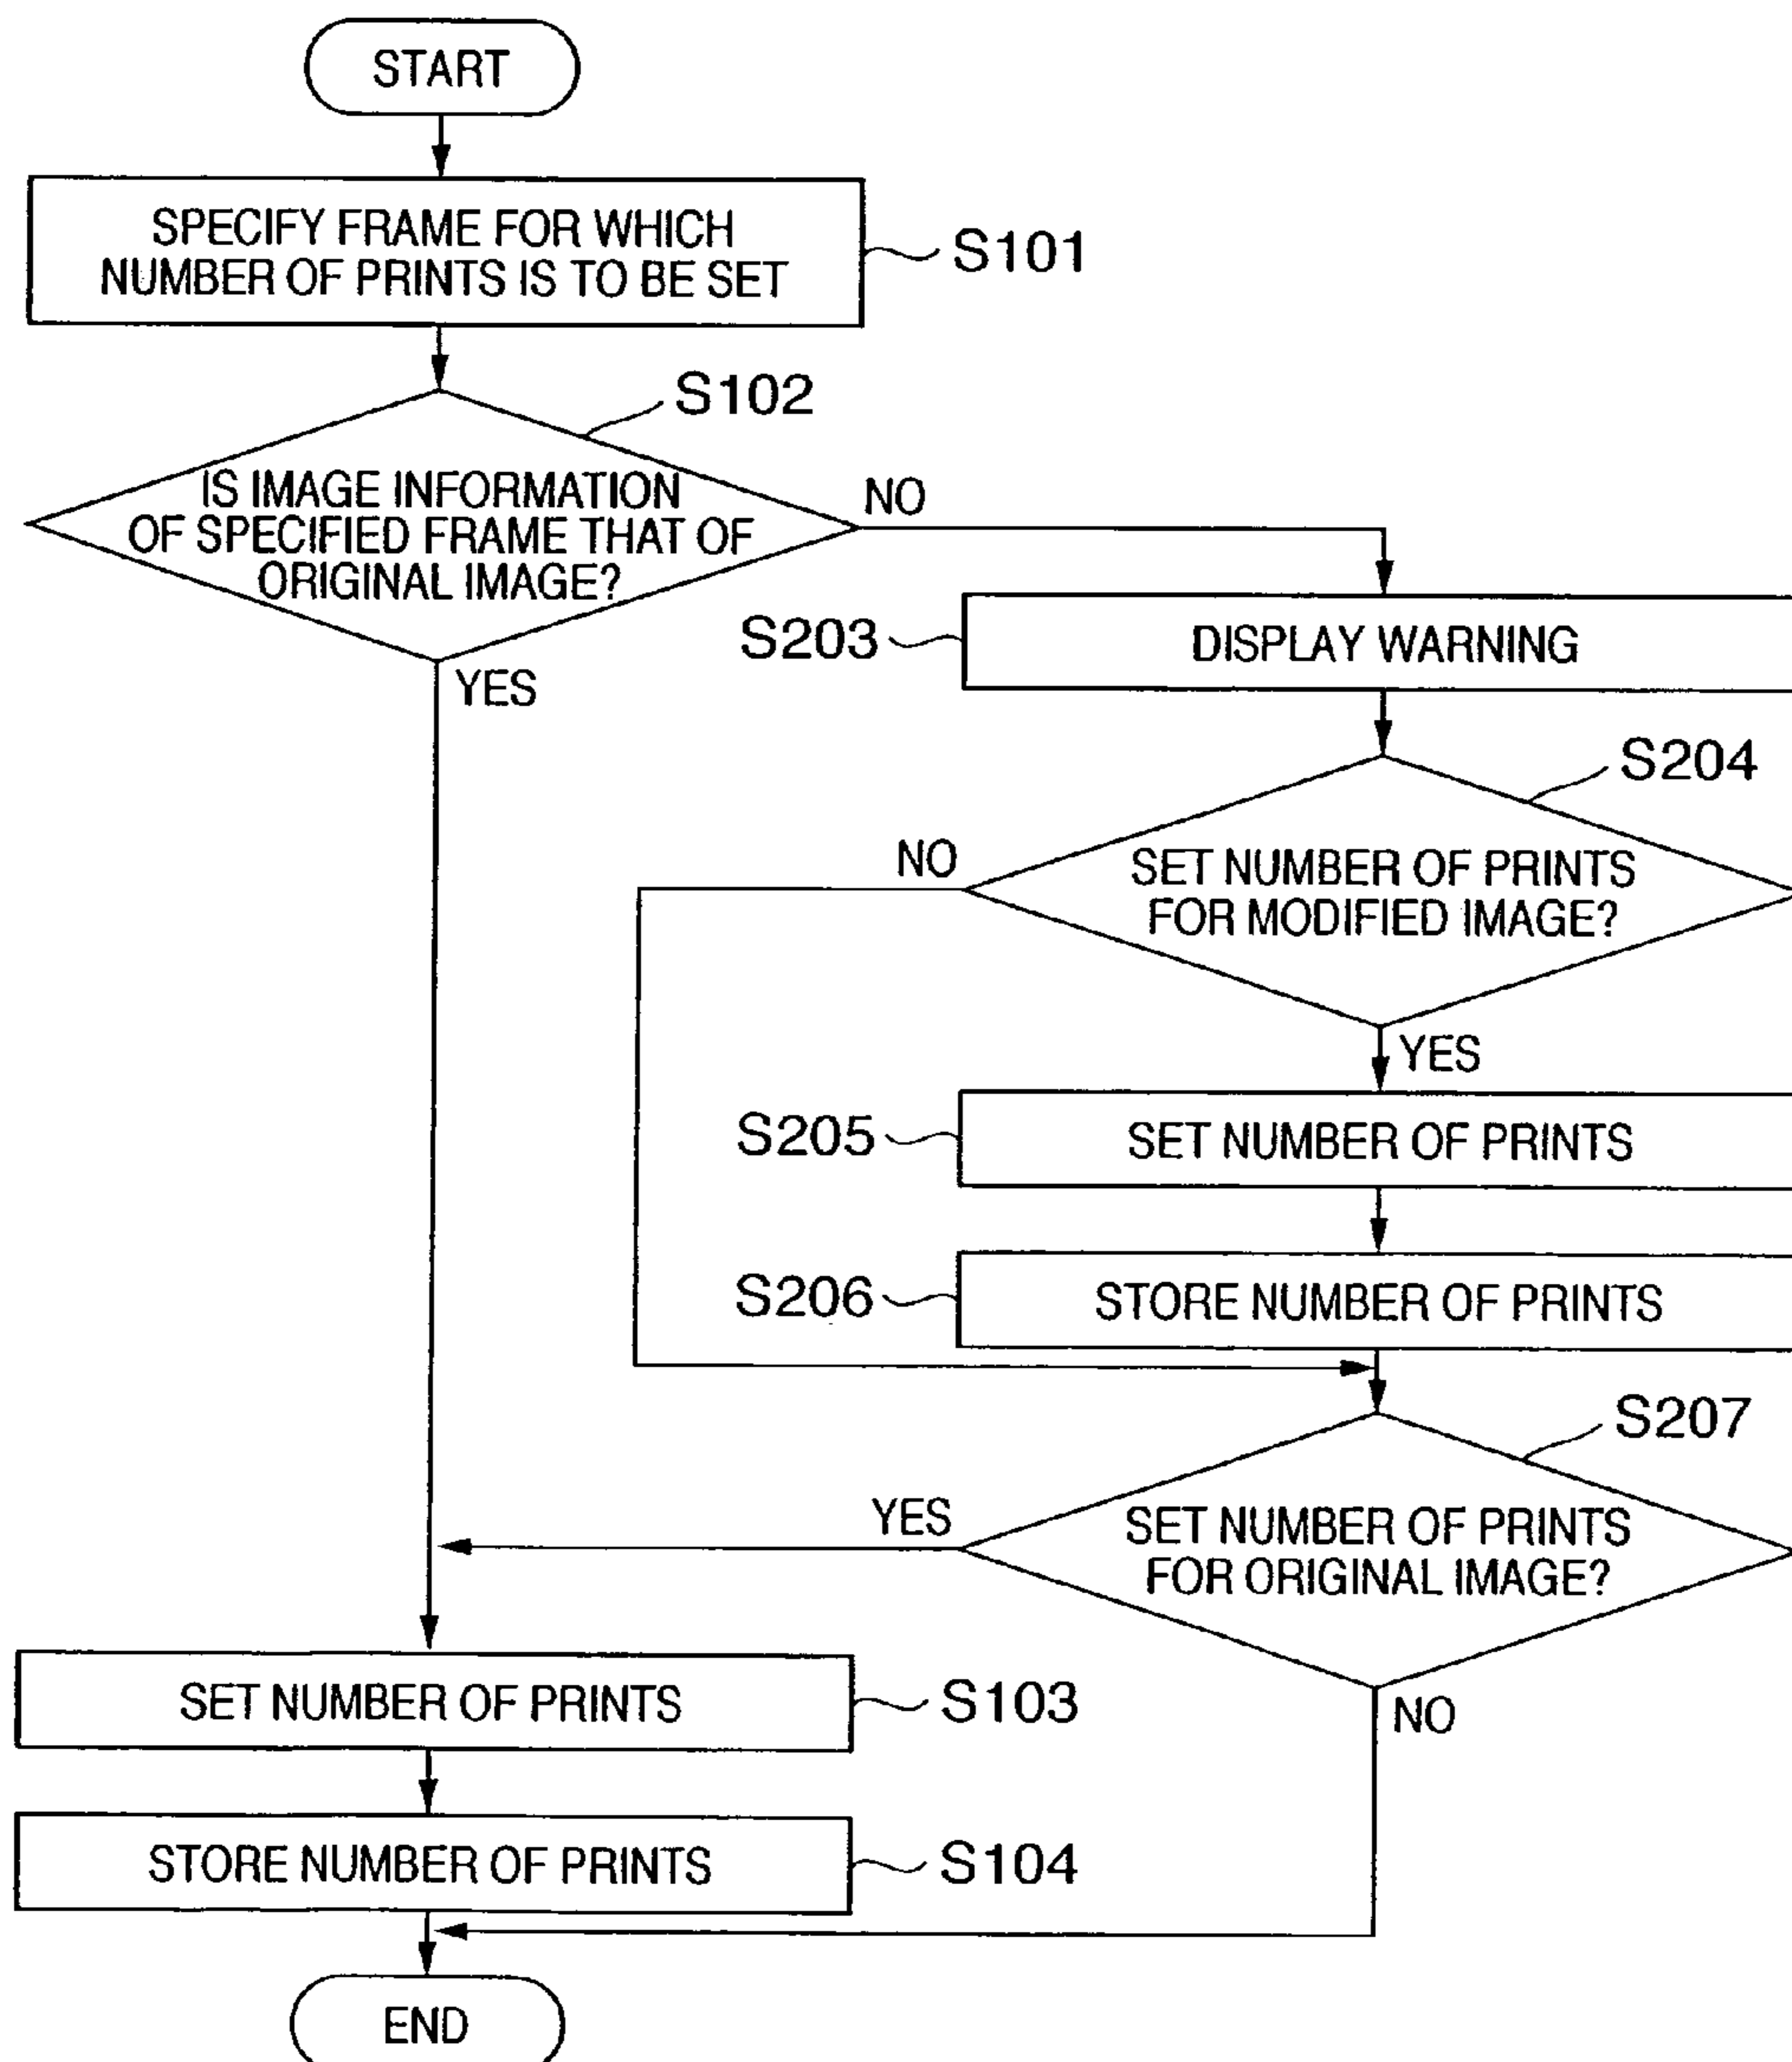 START
SPECIFY FRAME FOR WHICH
NUMBER OF PRINTS IS TO BE SET
S101
S102
IS IMAGE INFORMATION
OF SPECIFIED FRAME THAT OF
ORIGINAL IMAGE?
NO
YES
S203
DISPLAY WARNING
S204
NO
SET NUMBER OF PRINTS
FOR MODIFIED IMAGE?
YES
S205
SET NUMBER OF PRINTS
S206
STORE NUMBER OF PRINTS
S207
YES
SET NUMBER OF PRINTS
FOR ORIGINAL IMAGE?
NO
SET NUMBER OF PRINTS
S103
STORE NUMBER OF PRINTS
S104
END